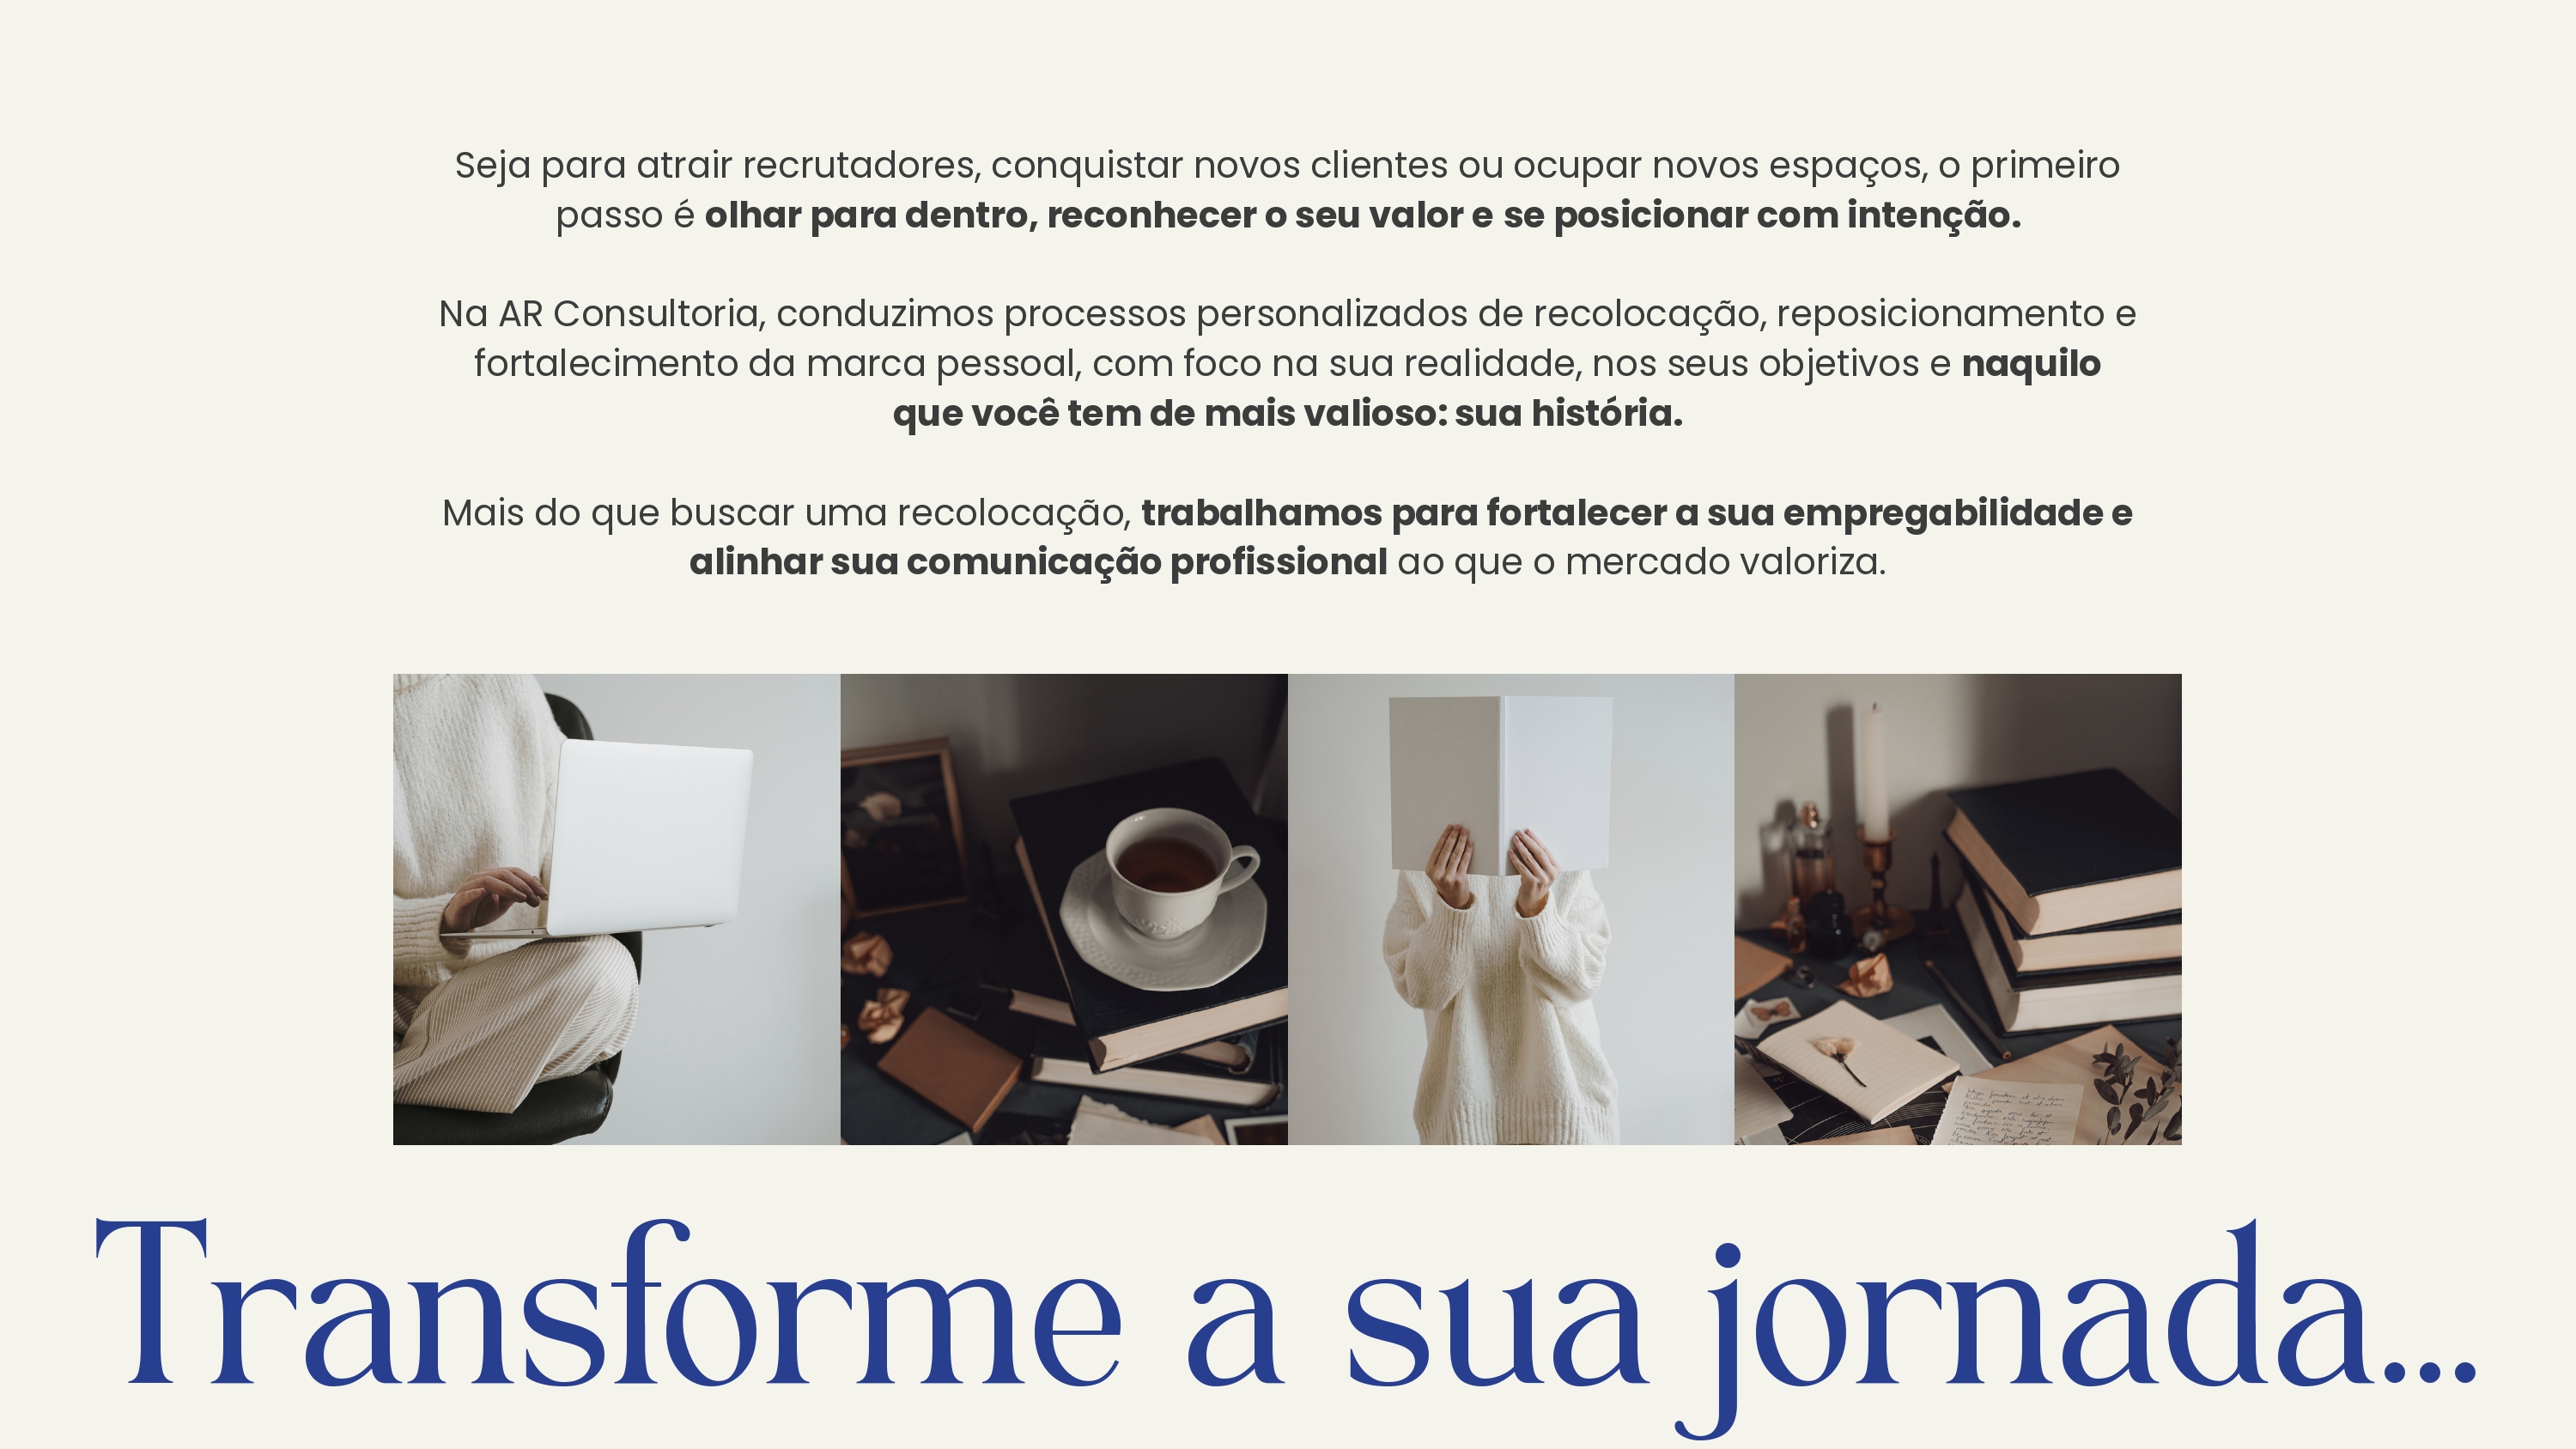 Seja para atrair recrutadores, conquistar novos clientes ou ocupar novos espaços, o primeiro
passo é olhar para dentro, reconhecer o seu valor e se posicionar com intenção.
Na AR Consultoria, conduzimos processos personalizados de recolocação, reposicionamento e
fortalecimento da marca pessoal, com foco na sua realidade, nos seus objetivos e naquilo
que você tem de mais valioso: sua história.
Mais do que buscar uma recolocação, trabalhamos para fortalecer a sua empregabilidade e
alinhar sua comunicação profissional ao que o mercado valoriza.
Transforme a sua jornada...